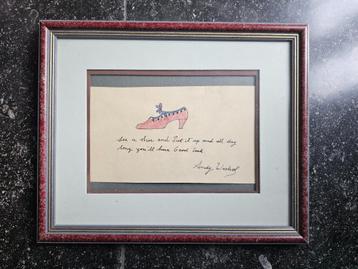 See a shoe and Pick it up and all day
long you'll have Good Luck
Andy Warhol